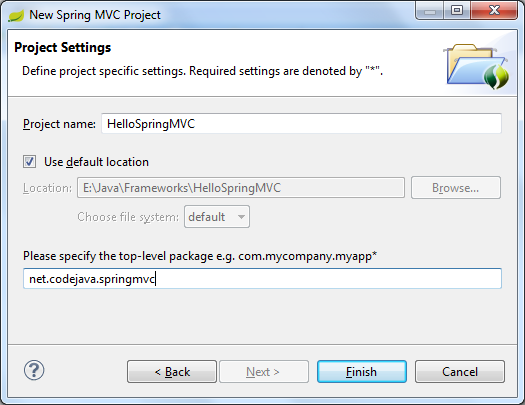 New Spring MVC Project
Project Settings
Define project specific settings. Required settings are denoted by "*".
Project name: HelloSpringMVC
Use default location
Location: E:\Java\Frameworks\HelloSpringMVC Browse...
Choose file system: default
Please specify the top-level package e.g. com.mycompany.myapp*
net.codejava.springmvc
? < Back Next > Finish Cancel